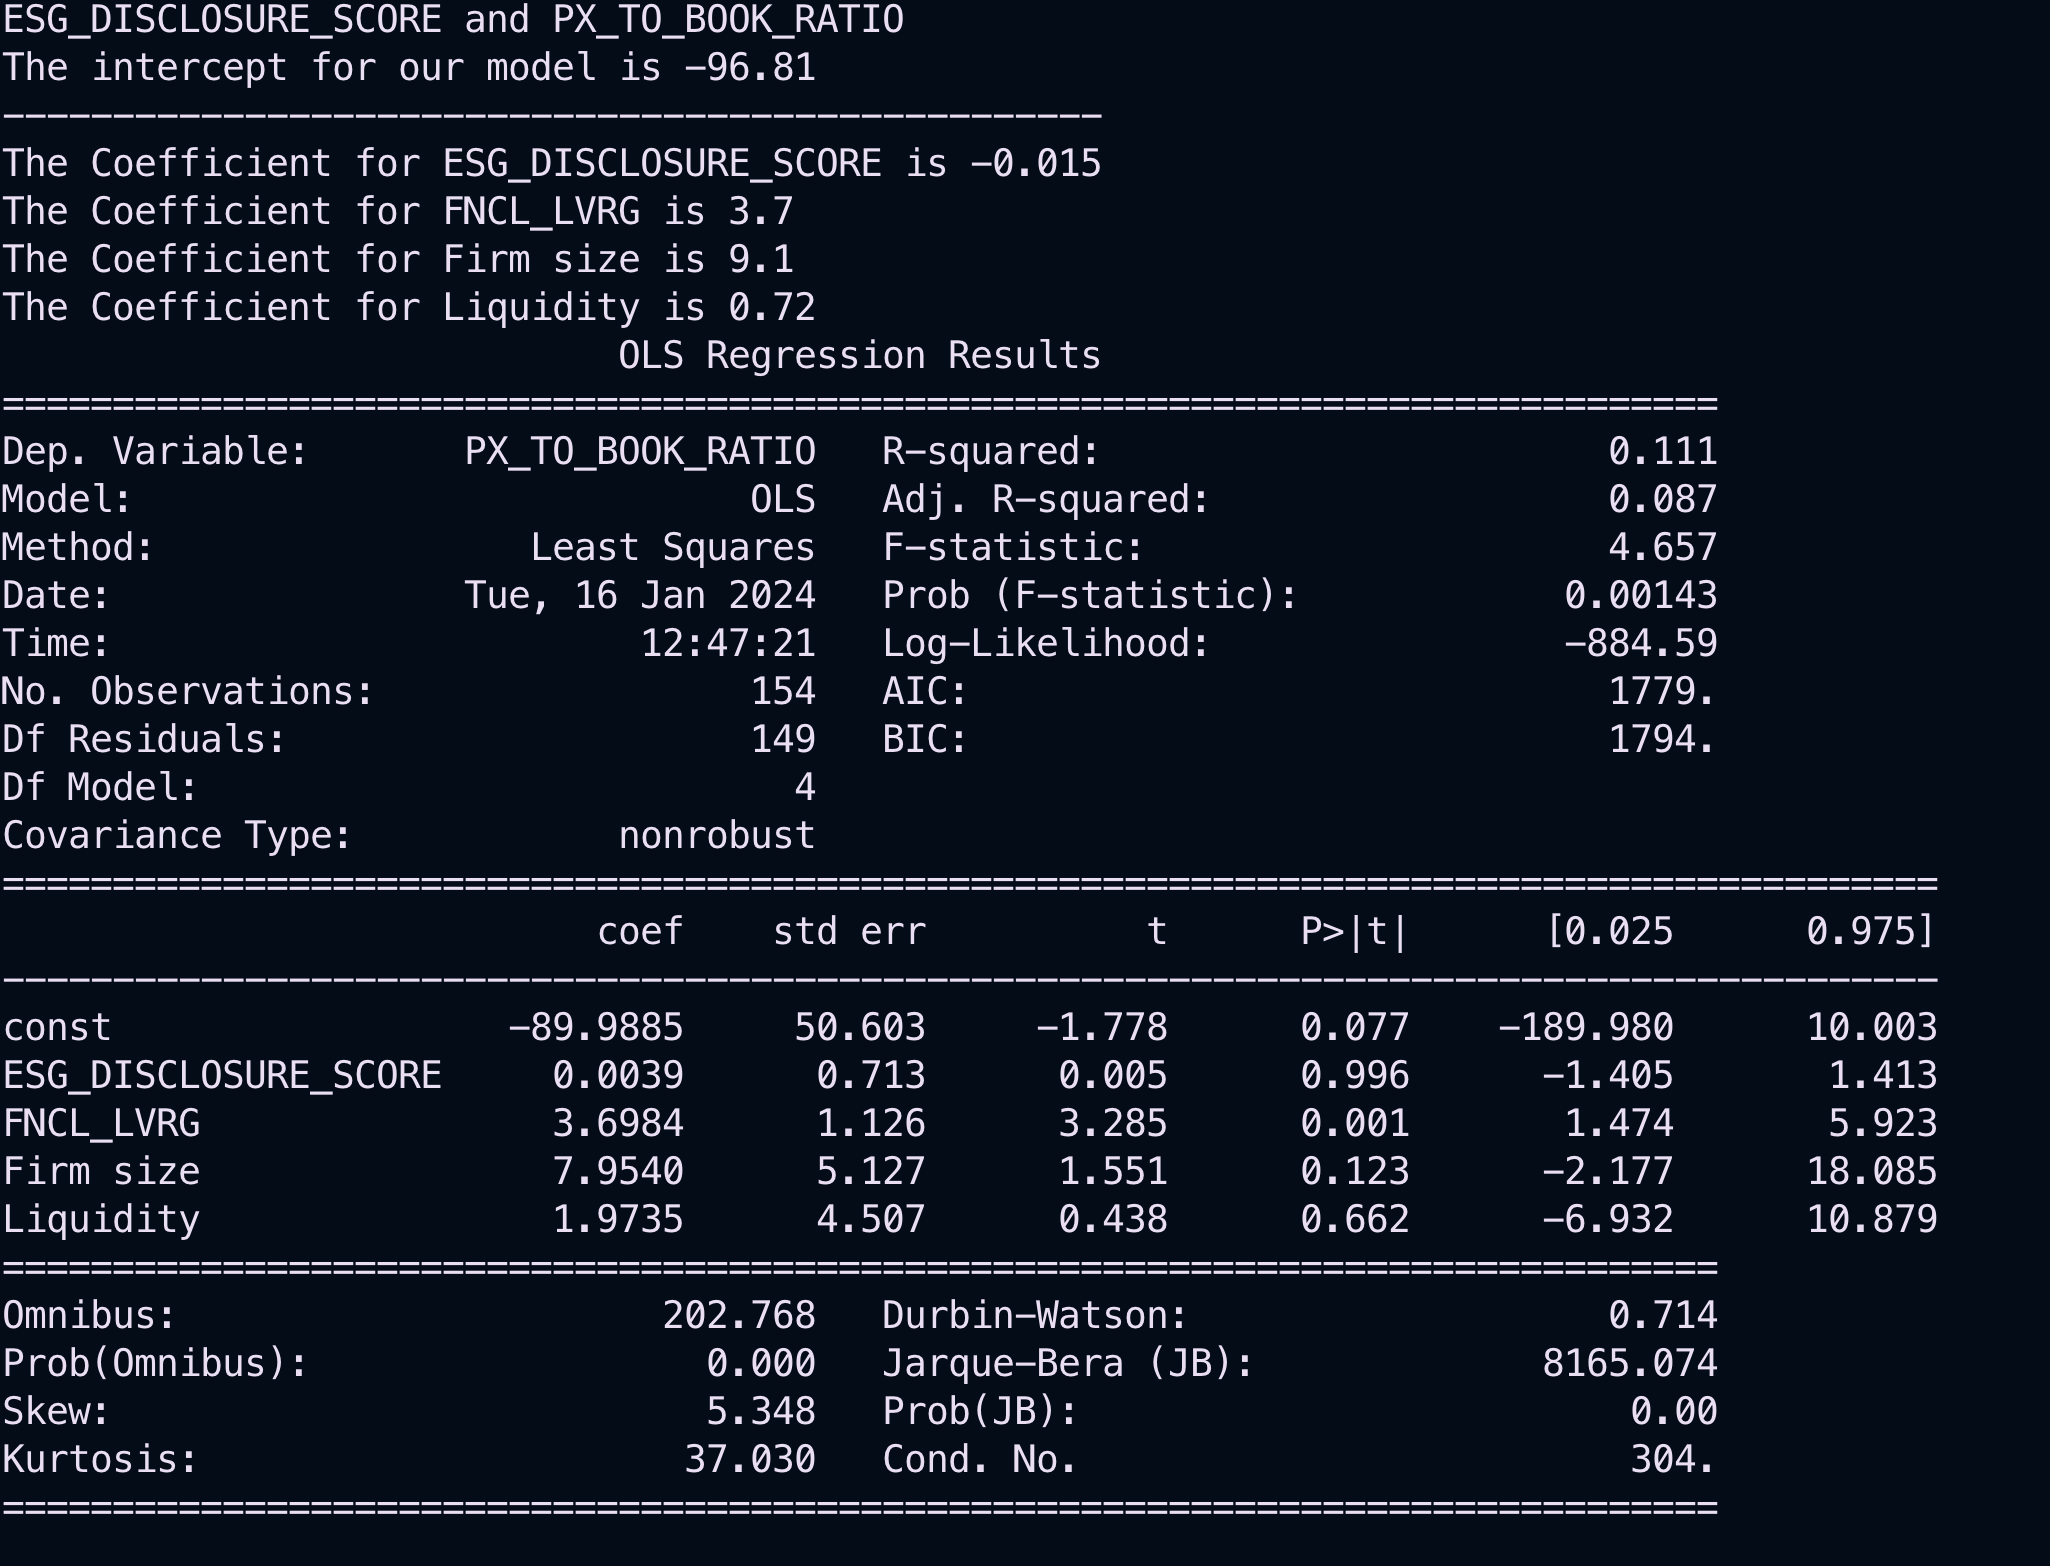 ESG_DISCLOSURE_SCORE and PX_TO_BOOK_RATIO
The intercept for our model is -96.81
--------------------------------------------------
The Coefficient for ESG_DISCLOSURE_SCORE is -0.015
The Coefficient for FNCL_LVRG is 3.7
The Coefficient for Firm size is 9.1
The Coefficient for Liquidity is 0.72
                            OLS Regression Results
==============================================================================
Dep. Variable:       PX_TO_BOOK_RATIO   R-squared:                       0.111
Model:                            OLS   Adj. R-squared:                  0.087
Method:                 Least Squares   F-statistic:                     4.657
Date:                Tue, 16 Jan 2024   Prob (F-statistic):            0.00143
Time:                        12:47:21   Log-Likelihood:                -884.59
No. Observations:                 154   AIC:                             1779.
Df Residuals:                     149   BIC:                             1794.
Df Model:                           4
Covariance Type:            nonrobust
========================================================================================
                           coef    std err          t      P>|t|      [0.025      0.975]
----------------------------------------------------------------------------------------
const                  -89.9885     50.603     -1.778      0.077    -189.980      10.003
ESG_DISCLOSURE_SCORE     0.0039      0.713      0.005      0.996      -1.405       1.413
FNCL_LVRG                3.6984      1.126      3.285      0.001       1.474       5.923
Firm size                7.9540      5.127      1.551      0.123      -2.177      18.085
Liquidity                1.9735      4.507      0.438      0.662      -6.932      10.879
==============================================================================
Omnibus:                      202.768   Durbin-Watson:                   0.714
Prob(Omnibus):                  0.000   Jarque-Bera (JB):             8165.074
Skew:                           5.348   Prob(JB):                         0.00
Kurtosis:                      37.030   Cond. No.                         304.
==============================================================================